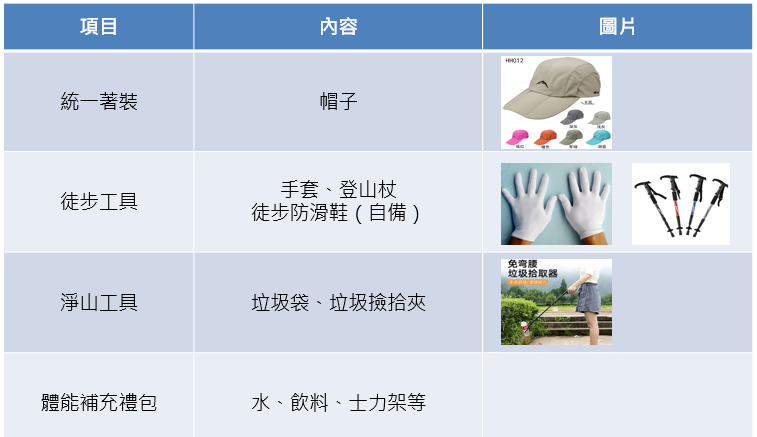 項目
內容
圖片
統一著裝
帽子
HH012
徒步工具
手套、登山杖
徒步防滑鞋（自備）
淨山工具
垃圾袋、垃圾撿拾夾
免彎腰
垃圾拾取器
體能補充禮包
水、飲料、士力架等